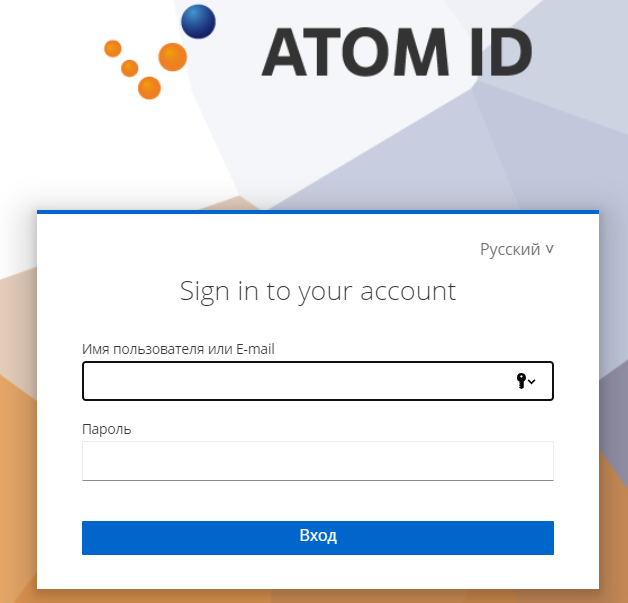 ATOM ID
Русский v
Sign in to your account
Имя пользователя или E-mail
Пароль
Вход